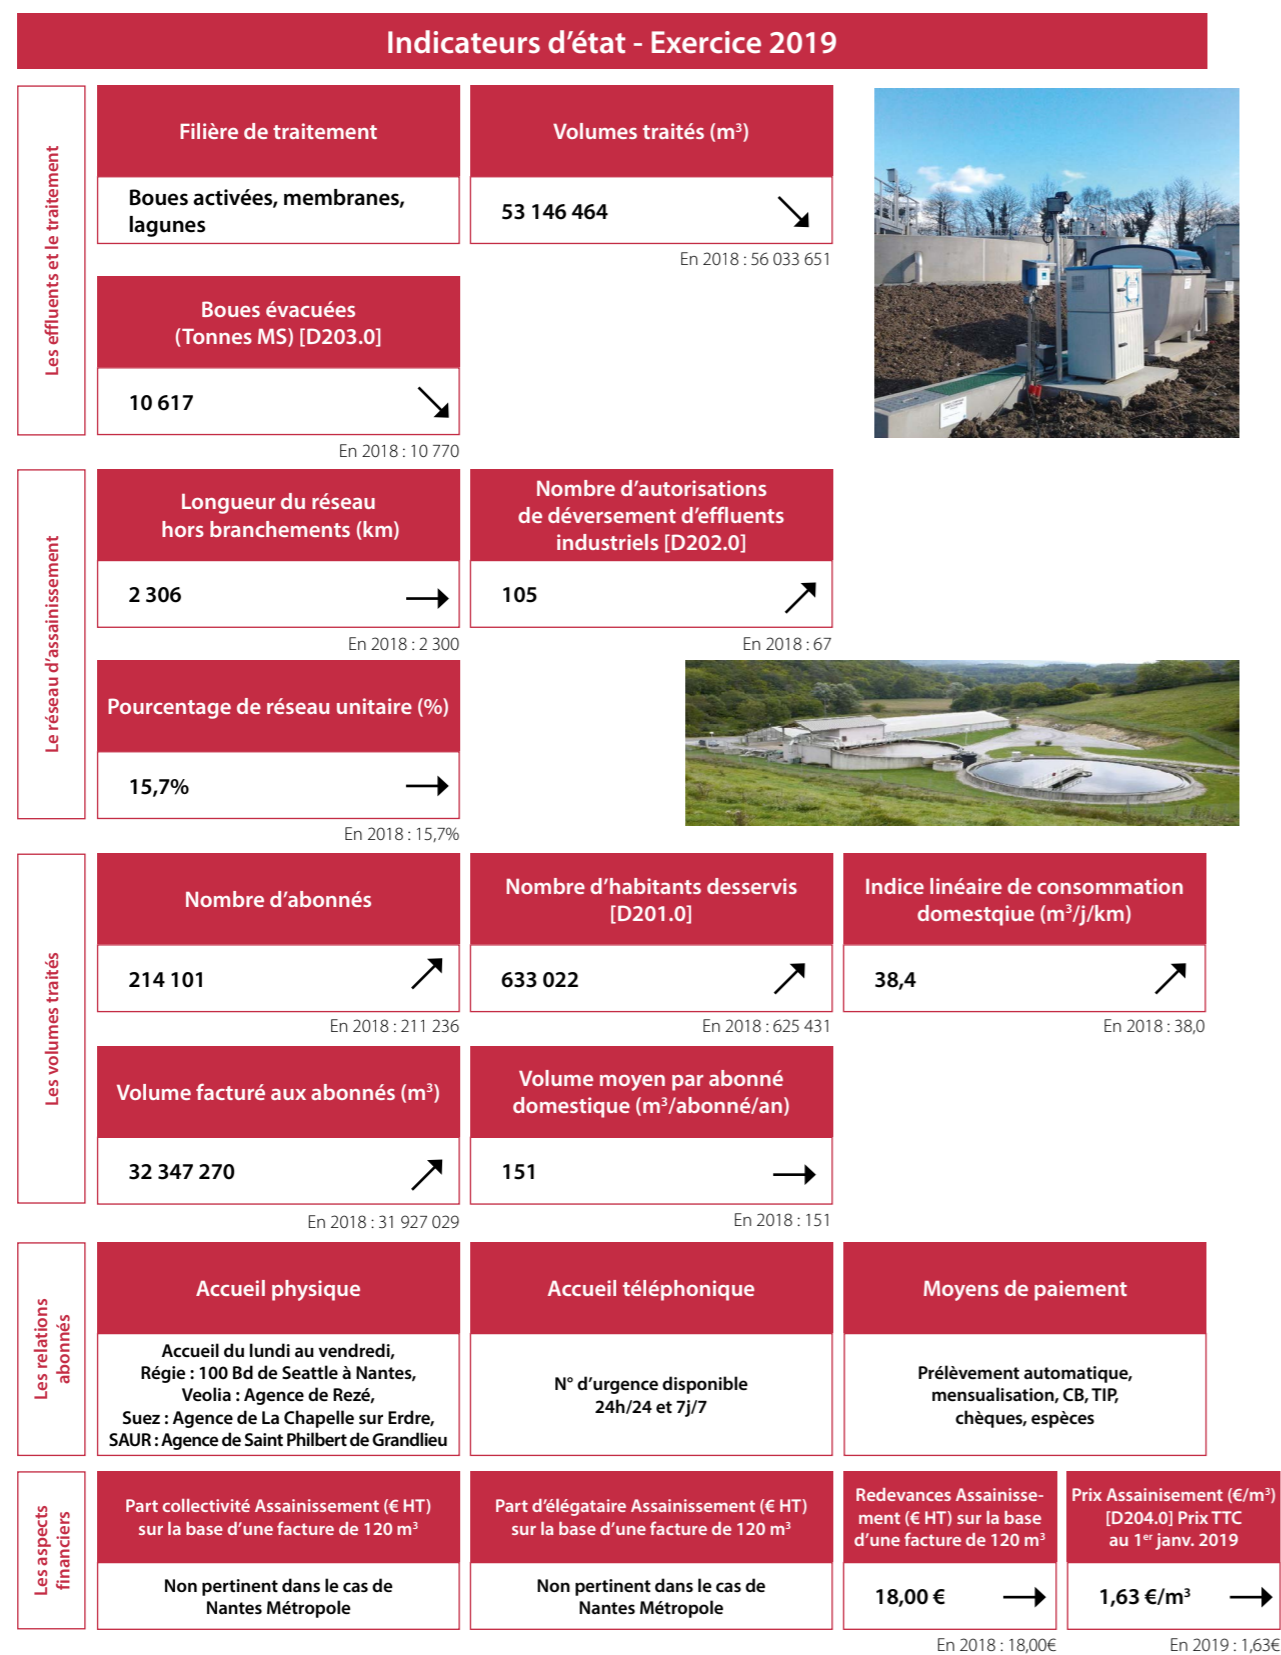 Indicateurs d'état - Exercice 2019
Les effluents et le traitement
Filière de traitement
Boues activées, membranes,
lagunes
Volumes traités (m³)
53 146 464
En 2018 : 56 033 651
Boues évacuées
(Tonnes MS) [D203.0]
10 617
En 2018 : 10 770
Le réseau d'assainissement
Longueur du réseau
hors branchements (km)
2 306
En 2018 : 2 300
Nombre d'autorisations
de déversement d'effluents
industriels [D202.0]
105
En 2018 : 67
Pourcentage de réseau unitaire (%)
15,7%
En 2018 : 15,7%
Les volumes traités
Nombre d'abonnés
214 101
En 2018 : 211 236
Nombre d'habitants desservis
[D201.0]
633 022
En 2018 : 625 431
Indice linéaire de consommation
domestqiue (m³/j/km)
38,4
En 2018 : 38,0
Volume facturé aux abonnés (m³)
32 347 270
En 2018 : 31 927 029
Volume moyen par abonné
domestique (m³/abonné/an)
151
En 2018 : 151
Les relations
abonnés
Accueil physique
Accueil du lundi au vendredi,
Régie : 100 Bd de Seattle à Nantes,
Veolia : Agence de Rezé,
Suez : Agence de La Chapelle sur Erdre,
SAUR : Agence de Saint Philbert de Grandlieu
Accueil téléphonique
N° d'urgence disponible
24h/24 et 7j/7
Moyens de paiement
Prélèvement automatique,
mensualisation, CB, TIP,
chèques, espèces
Les aspects
financiers
Part collectivité Assainissement (€ HT)
sur la base d'une facture de 120 m³
Non pertinent dans le cas de
Nantes Métropole
Part d'élégataire Assainissement (€ HT)
sur la base d'une facture de 120 m³
Non pertinent dans le cas de
Nantes Métropole
Redevances Assainisse-
ment (€ HT) sur la base
d'une facture de 120 m³
18,00 €
En 2018 : 18,00€
Prix Assainisement (€/m³)
[D204.0] Prix TTC
au 1er janv. 2019
1,63 €/m³
En 2019 : 1,63€